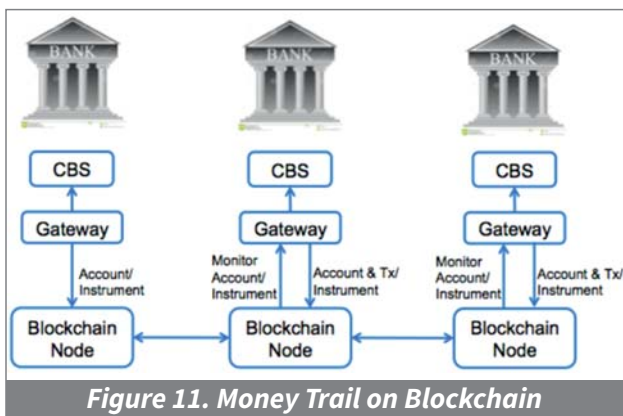 BANK
BANK
BANK
CBS
CBS
CBS
Gateway
Gateway
Gateway
Account/
Instrument
Monitor
Account/
Instrument
Account & Tx/
Instrument
Monitor
Account/
Instrument
Account & Tx/
Instrument
Blockchain
Node
Blockchain
Node
Blockchain
Node
Figure 11. Money Trail on Blockchain